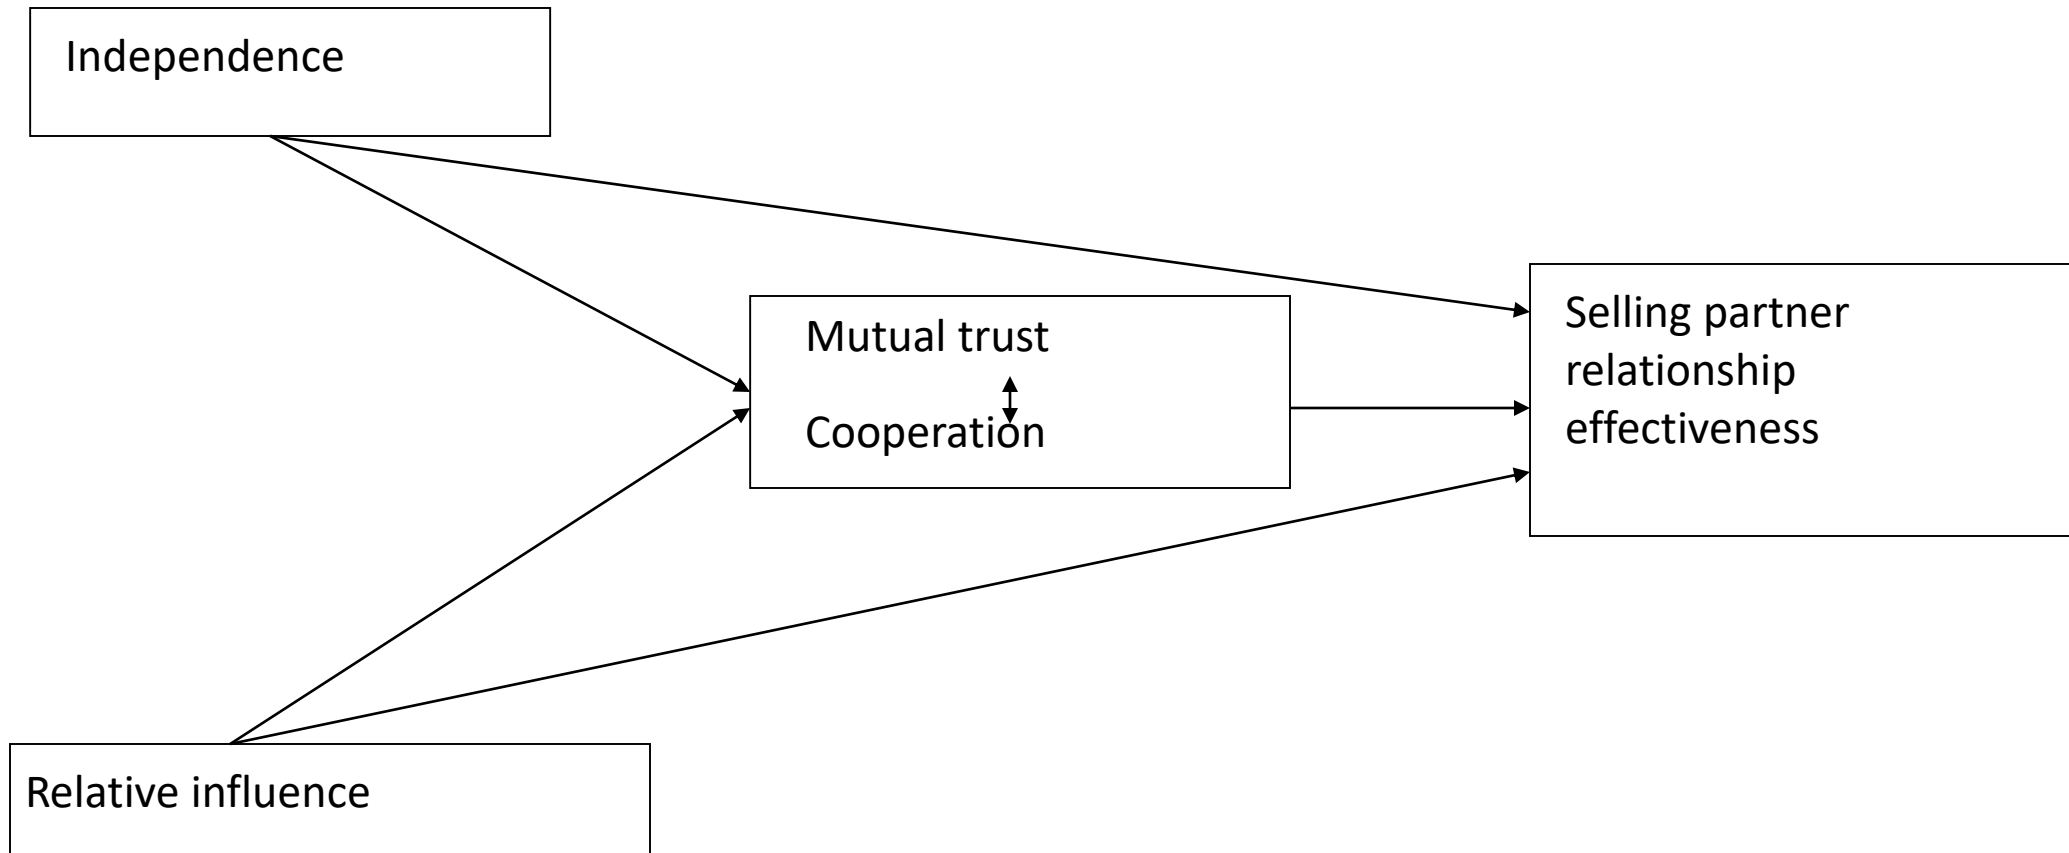 Independence
Mutual trust
Cooperation
Selling partner
relationship
effectiveness
Relative influence